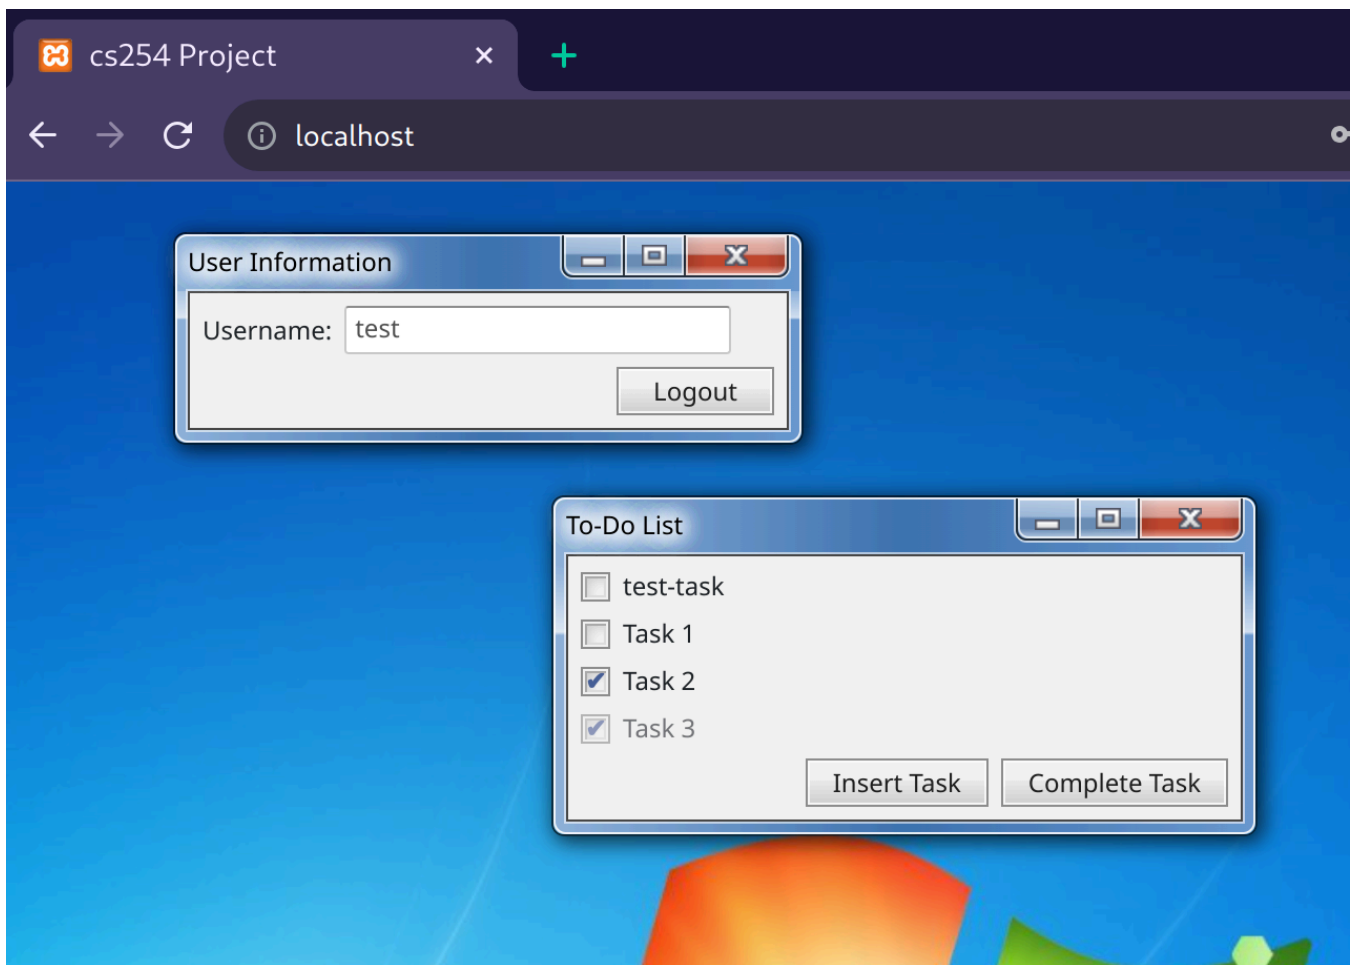 cs254 Project
localhost
User Information
Username: test
Logout
To-Do List
test-task
Task 1
Task 2
Task 3
Insert Task Complete Task